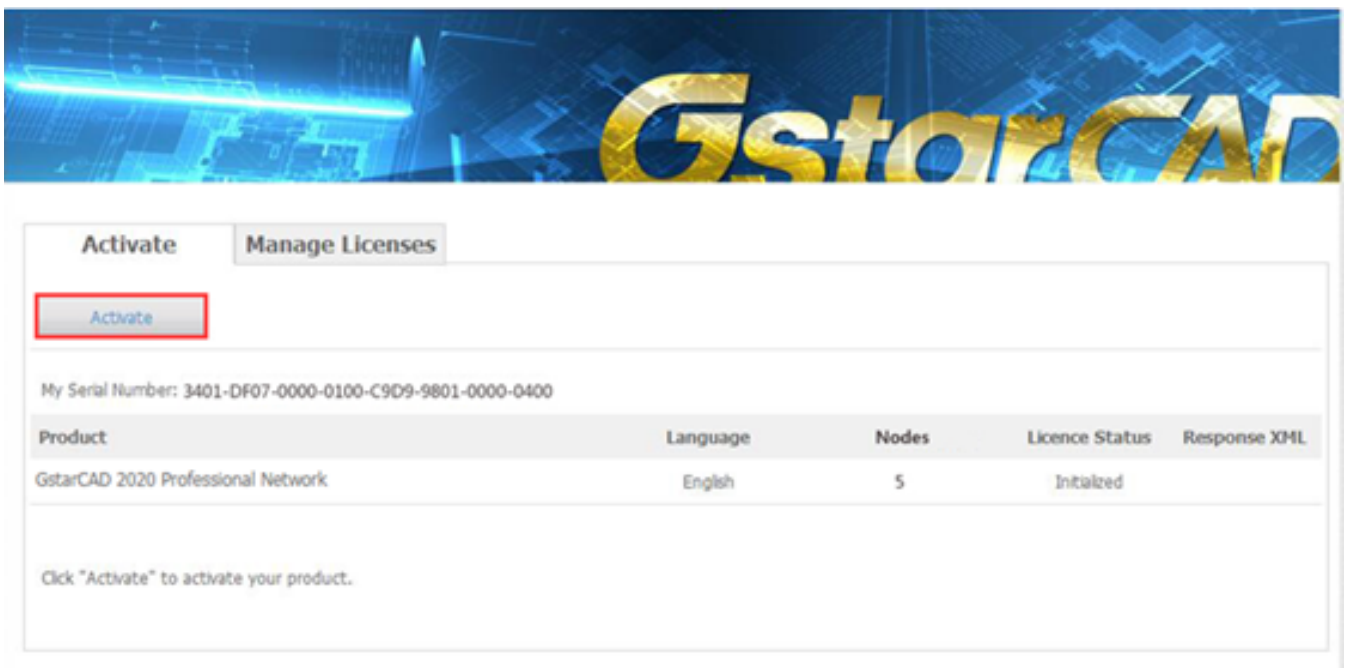 GstarCAD
Activate Manage Licenses
Activate
My Serial Number: 3401-DF07-0000-0100-C9D9-9801-0000-0400
Product Language Nodes Licence Status Response XML
GstarCAD 2020 Professional Network English 5 Initialized
Click "Activate" to activate your product.